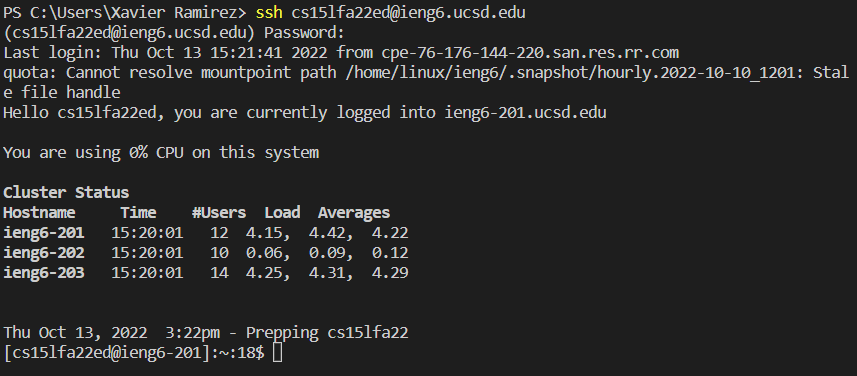 PS C:\Users\Xavier Ramirez> ssh cs15lfa22ed@ieng6.ucsd.edu
(cs15lfa22ed@ieng6.ucsd.edu) Password:
Last login: Thu Oct 13 15:21:41 2022 from cpe-76-176-144-220.san.res.rr.com
quota: Cannot resolve mountpoint path /home/linux/ieng6/.snapshot/hourly.2022-10-10_1201: Stal
e file handle
Hello cs15lfa22ed, you are currently logged into ieng6-201.ucsd.edu
You are using 0% CPU on this system
Cluster Status
Hostname     Time    #Users  Load  Averages
ieng6-201   15:20:01   12  4.15,  4.42,  4.22
ieng6-202   15:20:01   10  0.06,  0.09,  0.12
ieng6-203   15:20:01   14  4.25,  4.31,  4.29
Thu Oct 13, 2022  3:22pm - Prepping cs15lfa22
[cs15lfa22ed@ieng6-201]:~:18$